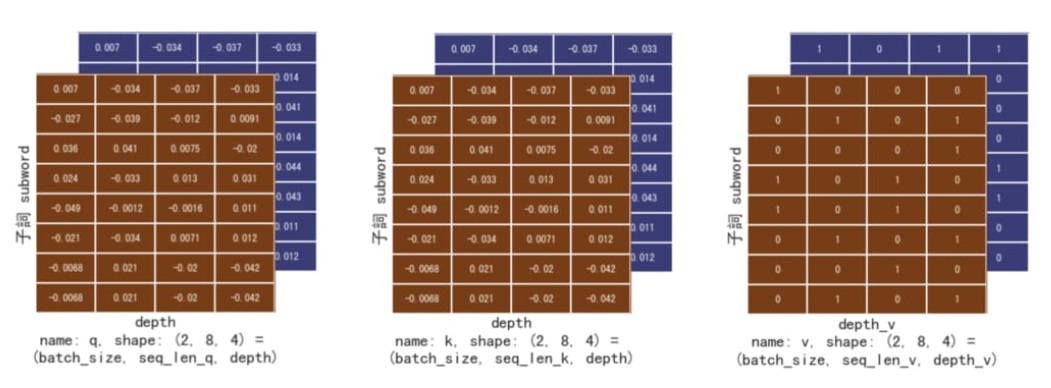 0.007 -0.034 -0.037 -0.033
0.014
0.041
0.014
0.044
0.043
0.011
0.012
0.007 -0.034 -0.037 -0.033
-0.027 -0.039 -0.012 0.0091
0.036 0.041 0.0075 -0.02
0.024 -0.033 0.013 0.031
-0.049 -0.0012 -0.0016 0.011
-0.021 -0.034 0.0071 0.012
-0.0068 0.021 -0.02 -0.042
-0.0068 0.021 -0.02 -0.042
子詞 subword
depth
name: q, shape: (2, 8, 4) =
(batch_size, seq_len_q, depth)
0.007 -0.034 -0.037 -0.033
0.014
0.041
0.014
0.044
0.043
0.011
0.012
0.007 -0.034 -0.037 -0.033
-0.027 -0.039 -0.012 0.0091
0.036 0.041 0.0075 -0.02
0.024 -0.033 0.013 0.031
-0.049 -0.0012 -0.0016 0.011
-0.021 -0.034 0.0071 0.012
-0.0068 0.021 -0.02 -0.042
-0.0068 0.021 -0.02 -0.042
子詞 subword
depth
name: k, shape: (2, 8, 4) =
(batch_size, seq_len_k, depth)
1 0 1 1
0
0
0
1
1
0
0
1 0 0 0
0 1 0 1
0 0 0 1
1 0 1 0
1 0 1 0
0 1 0 1
0 0 1 0
0 1 0 1
子詞 subword
depth_v
name: v, shape: (2, 8, 4) =
(batch_size, seq_len_v, depth_v)